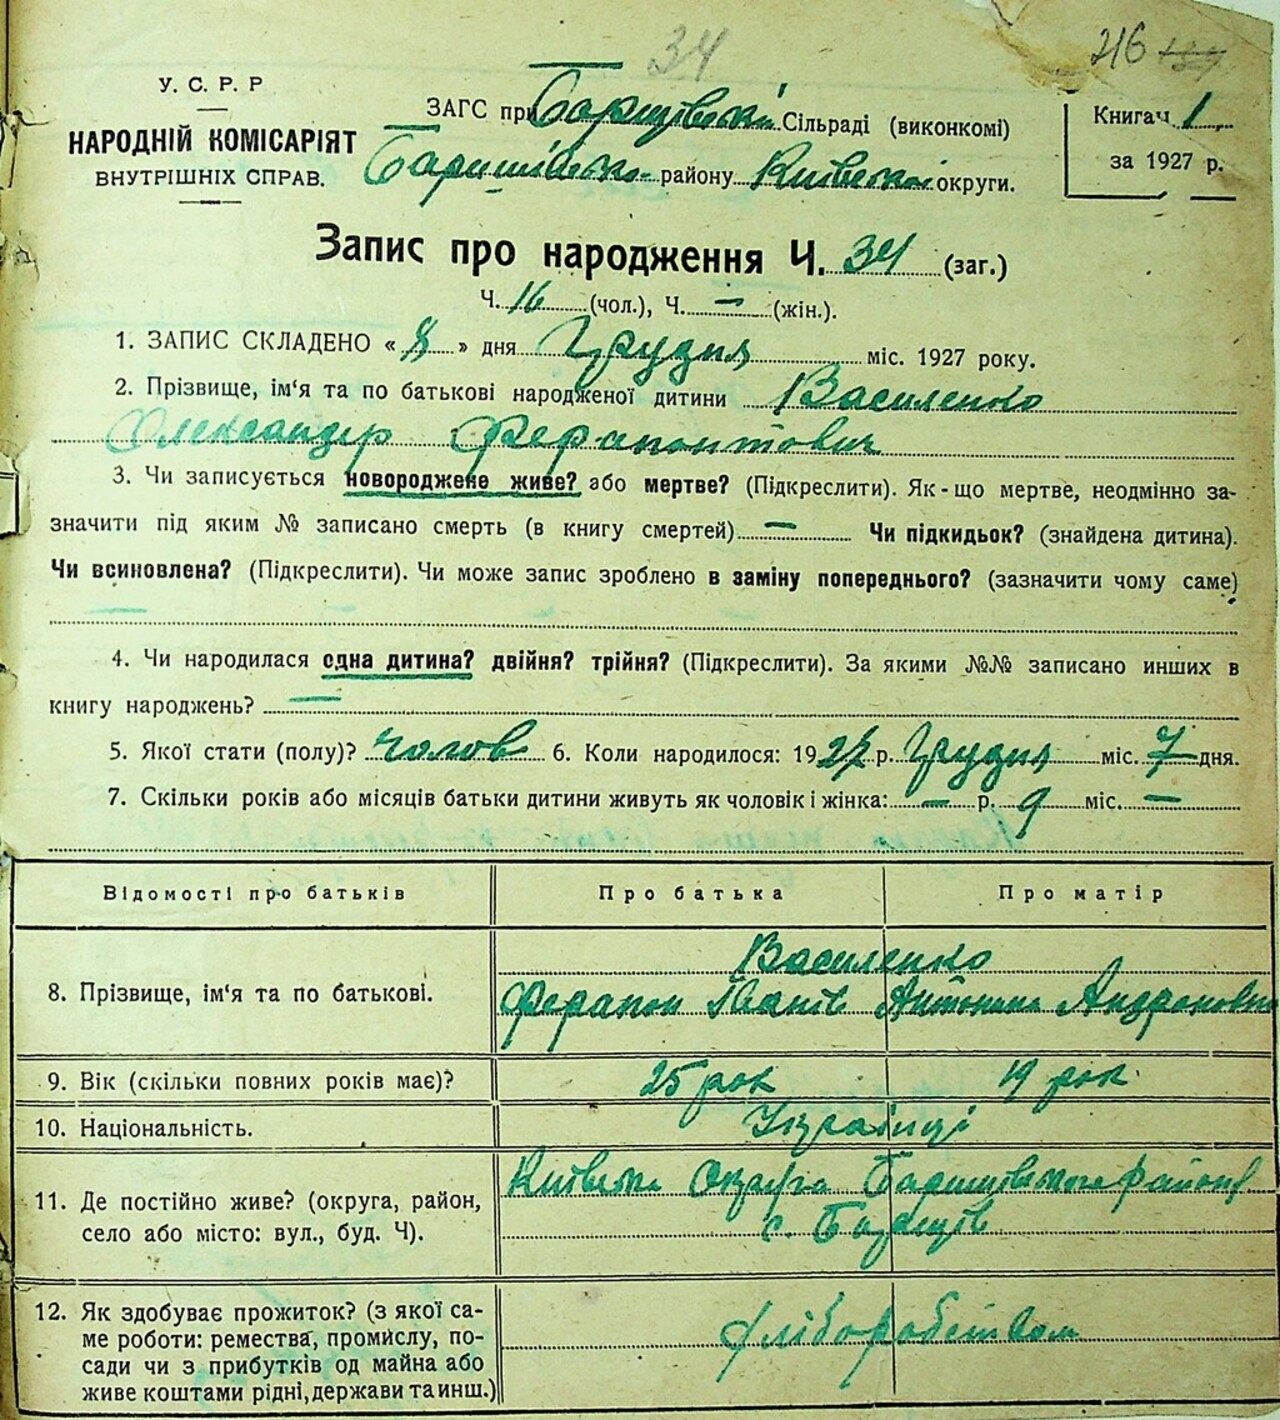 34
216
У. С. Р. Р
НАРОДНІЙ КОМІСАРІЯТ
ВНУТРІШНІХ СПРАВ.
ЗАГС при Сільраді (виконкомі)
Баришівсько району Київської округи.
Книга ч. 1
за 1927 р.
Запис про народження Ч. 34 (заг.)
Ч. 16 (чол.), Ч. — (жін.).
1. ЗАПИС СКЛАДЕНО « 8 » дня Грудня міс. 1927 року.
2. Прізвище, ім'я та по батькові народженої дитини Василенко
Олександер Ферапонтович
3. Чи записується новороджене живе? або мертве? (Підкреслити). Як-що мертве, неодмінно за-
значити під яким № записано смерть (в книгу смертей) — Чи підкидьок? (знайдена дитина).
Чи всиновлена? (Підкреслити). Чи може запис зроблено в заміну попереднього? (зазначити чому саме)
4. Чи народилася одна дитина? двійня? трійня? (Підкреслити). За якими №№ записано инших в
книгу народжень? —
5. Якої стати (полу)? чолов 6. Коли народилося: 1927 р. Грудня міс. 7 дня.
7. Скільки років або місяців батьки дитини живуть як чоловік і жінка: — р. 9 міс. —
Відомості про батьків Про батька Про матір
Василенко
8. Прізвище, ім'я та по батькові. Ферапон Іванів Антонина Андроновна
9. Вік (скільки повних років має)? 25 рок 19 рок
10. Національність. Українці
Київська Округа Баришівського району
11. Де постійно живе? (округа, район,
село або місто: вул., буд. Ч). с.
12. Як здобуває прожиток? (з якої са-
ме роботи: ремества, промислу, по- хліборобством
сади чи з прибутків од майна або
живе коштами рідні, держави та инш.)